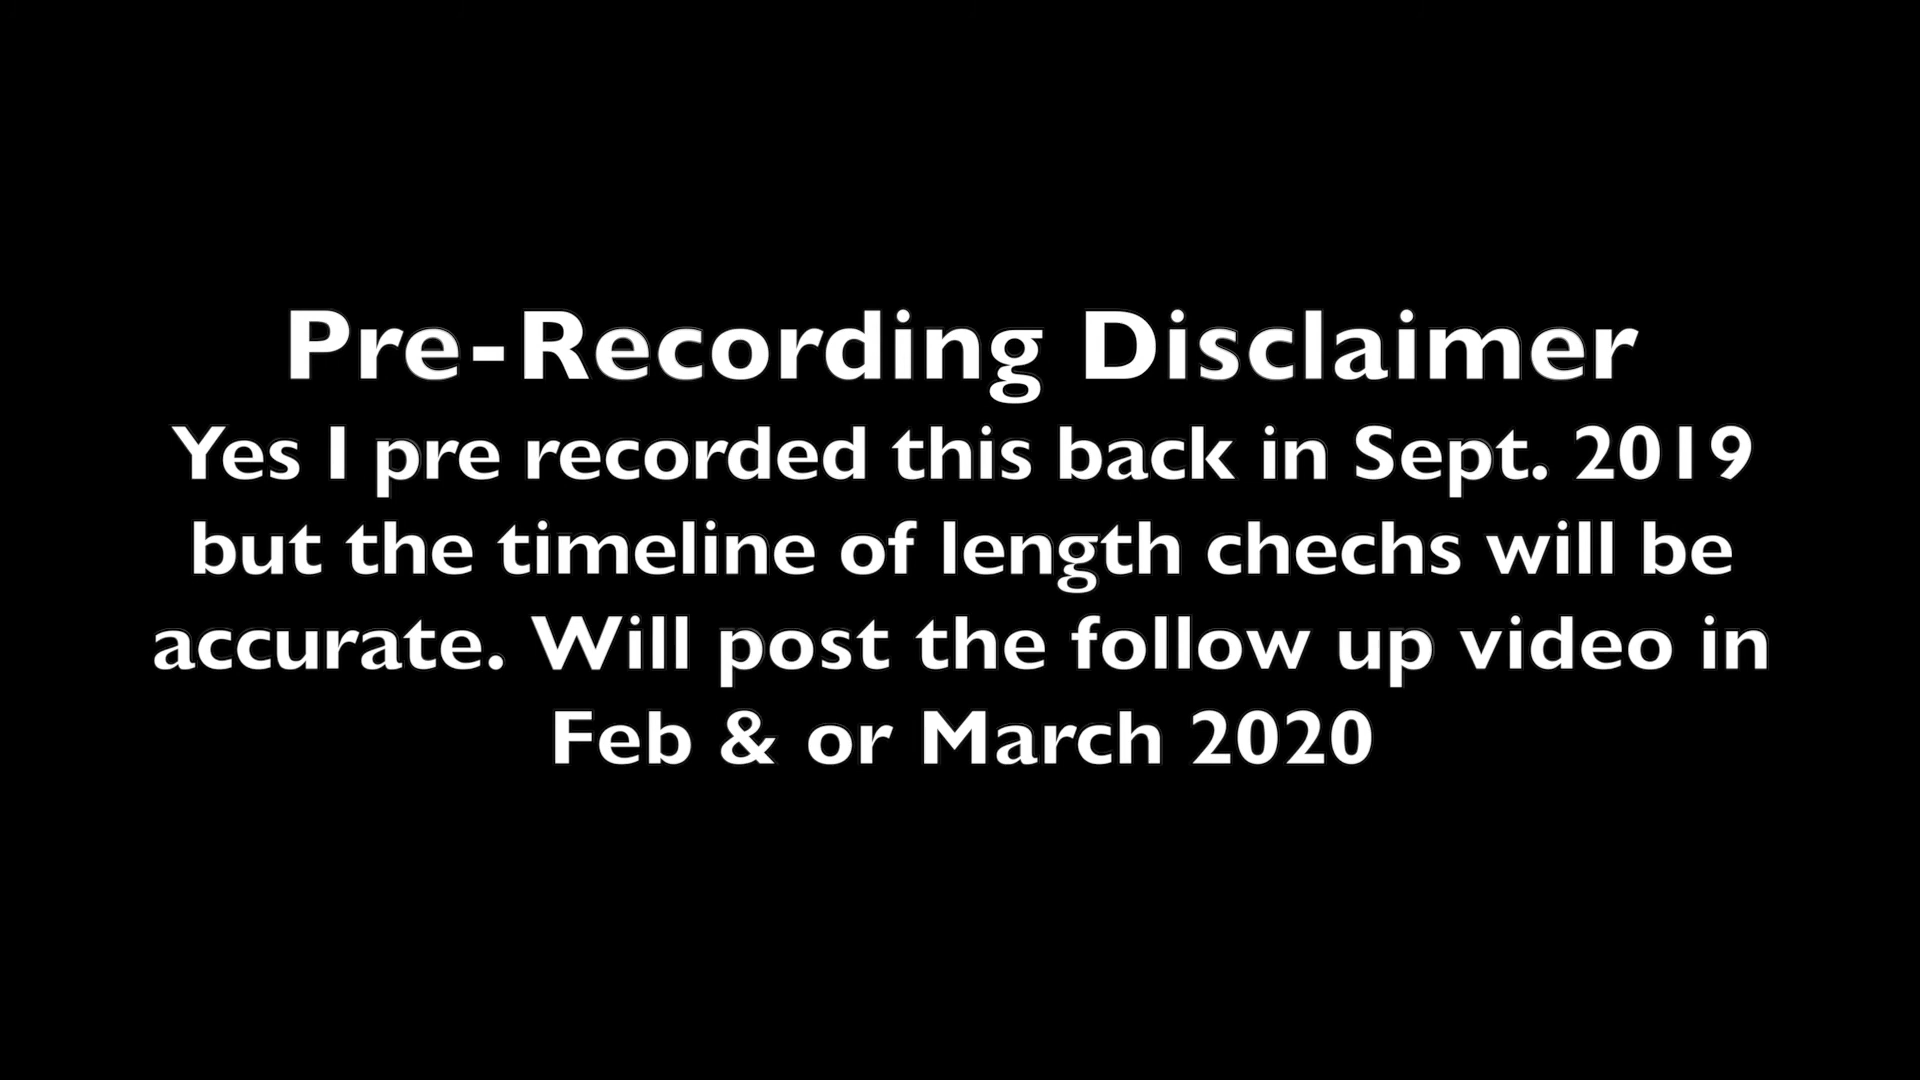 Pre-Recording Disclaimer
Yes I pre recorded this back in Sept. 2019
but the timeline of length chechs will be
accurate. Will post the follow up video in
Feb & or March 2020